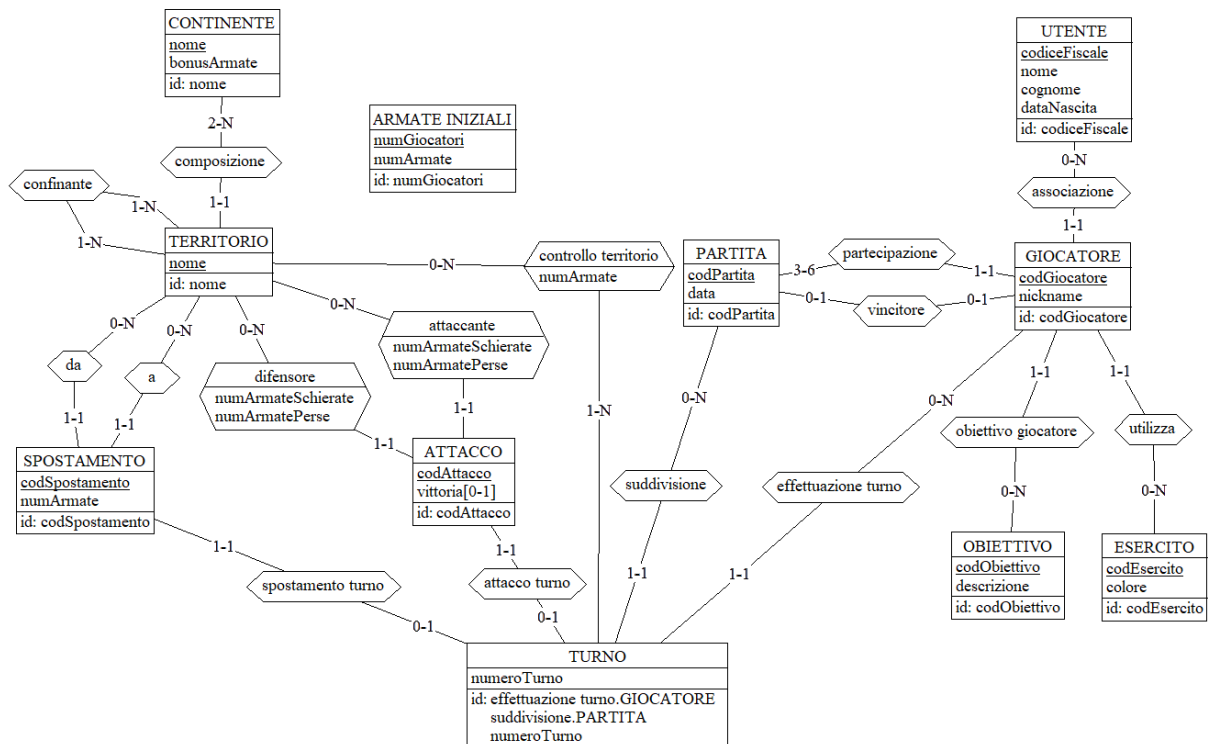 CONTINENTE
nome
bonusArmate
id: nome
2-N
composizione
1-1
confinante
1-N
1-N
ARMATE INIZIALI
numGiocatori
numArmate
id: numGiocatori
UTENTE
codiceFiscale
nome
cognome
dataNascita
id: codiceFiscale
0-N
associazione
1-1
TERRITORIO
nome
id: nome
0-N
controllo territorio
numArmate
PARTITA
codPartita
data
id: codPartita
3-6
partecipazione
1-1
0-1
vincitore
0-1
GIOCATORE
codGiocatore
nickname
id: codGiocatore
0-N
da
1-1
0-N
a
1-1
0-N
difensore
numArmateSchierate
numArmatePerse
1-1
0-N
attaccante
numArmateSchierate
numArmatePerse
1-1
1-N
0-N
suddivisione
1-1
0-N
effettuazione turno
1-1
1-1
obiettivo giocatore
0-N
1-1
utilizza
0-N
SPOSTAMENTO
codSpostamento
numArmate
id: codSpostamento
ATTACCO
codAttacco
vittoria[0-1]
id: codAttacco
OBIETTIVO
codObiettivo
descrizione
id: codObiettivo
ESERCITO
codEsercito
colore
id: codEsercito
1-1
spostamento turno
0-1
1-1
attacco turno
0-1
TURNO
numeroTurno
id: effettuazione turno.GIOCATORE
suddivisione.PARTITA
numeroTurno